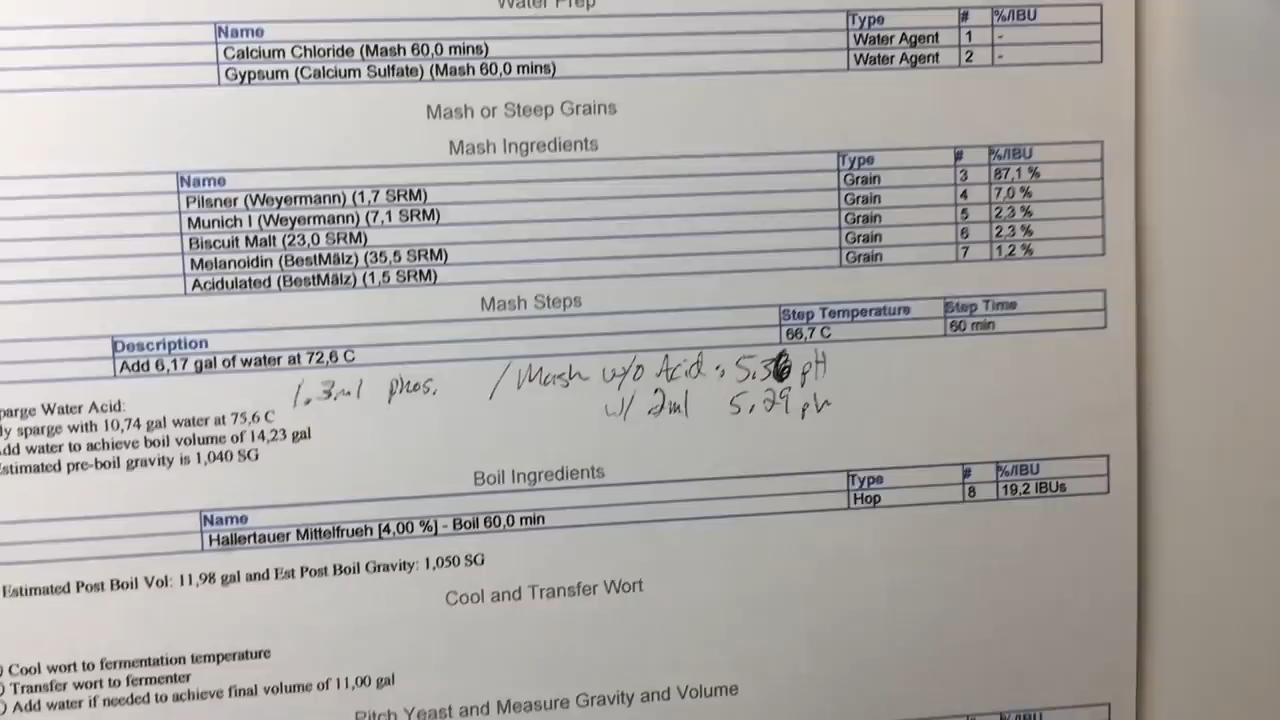 Water Prep
Name Type # %/IBU
Calcium Chloride (Mash 60,0 mins) Water Agent 1 -
Gypsum (Calcium Sulfate) (Mash 60,0 mins) Water Agent 2 -
Mash or Steep Grains
Mash Ingredients
Name Type # %/IBU
Pilsner (Weyermann) (1,7 SRM) Grain 3 87,1 %
Munich I (Weyermann) (7,1 SRM) Grain 4 7,0 %
Biscuit Malt (23,0 SRM) Grain 5 2,3 %
Melanoidin (BestMälz) (35,5 SRM) Grain 6 2,3 %
Acidulated (BestMälz) (1,5 SRM) Grain 7 1,2 %
Mash Steps
Description Step Temperature Step Time
Add 6,17 gal of water at 72,6 C 66,7 C 60 min
1.3ml phos. / Mash w/o Acid: 5.36 pH
w/ 2ml 5.29 ph
parge Water Acid:
ly sparge with 10,74 gal water at 75,6 C
dd water to achieve boil volume of 14,23 gal
stimated pre-boil gravity is 1,040 SG
Boil Ingredients
Name Type # %/IBU
Hallertauer Mittelfrueh [4,00 %] - Boil 60,0 min Hop 8 19,2 IBUs
Estimated Post Boil Vol: 11,98 gal and Est Post Boil Gravity: 1,050 SG
Cool and Transfer Wort
) Cool wort to fermentation temperature
) Transfer wort to fermenter
) Add water if needed to achieve final volume of 11,00 gal
Pitch Yeast and Measure Gravity and Volume
# %/IBU